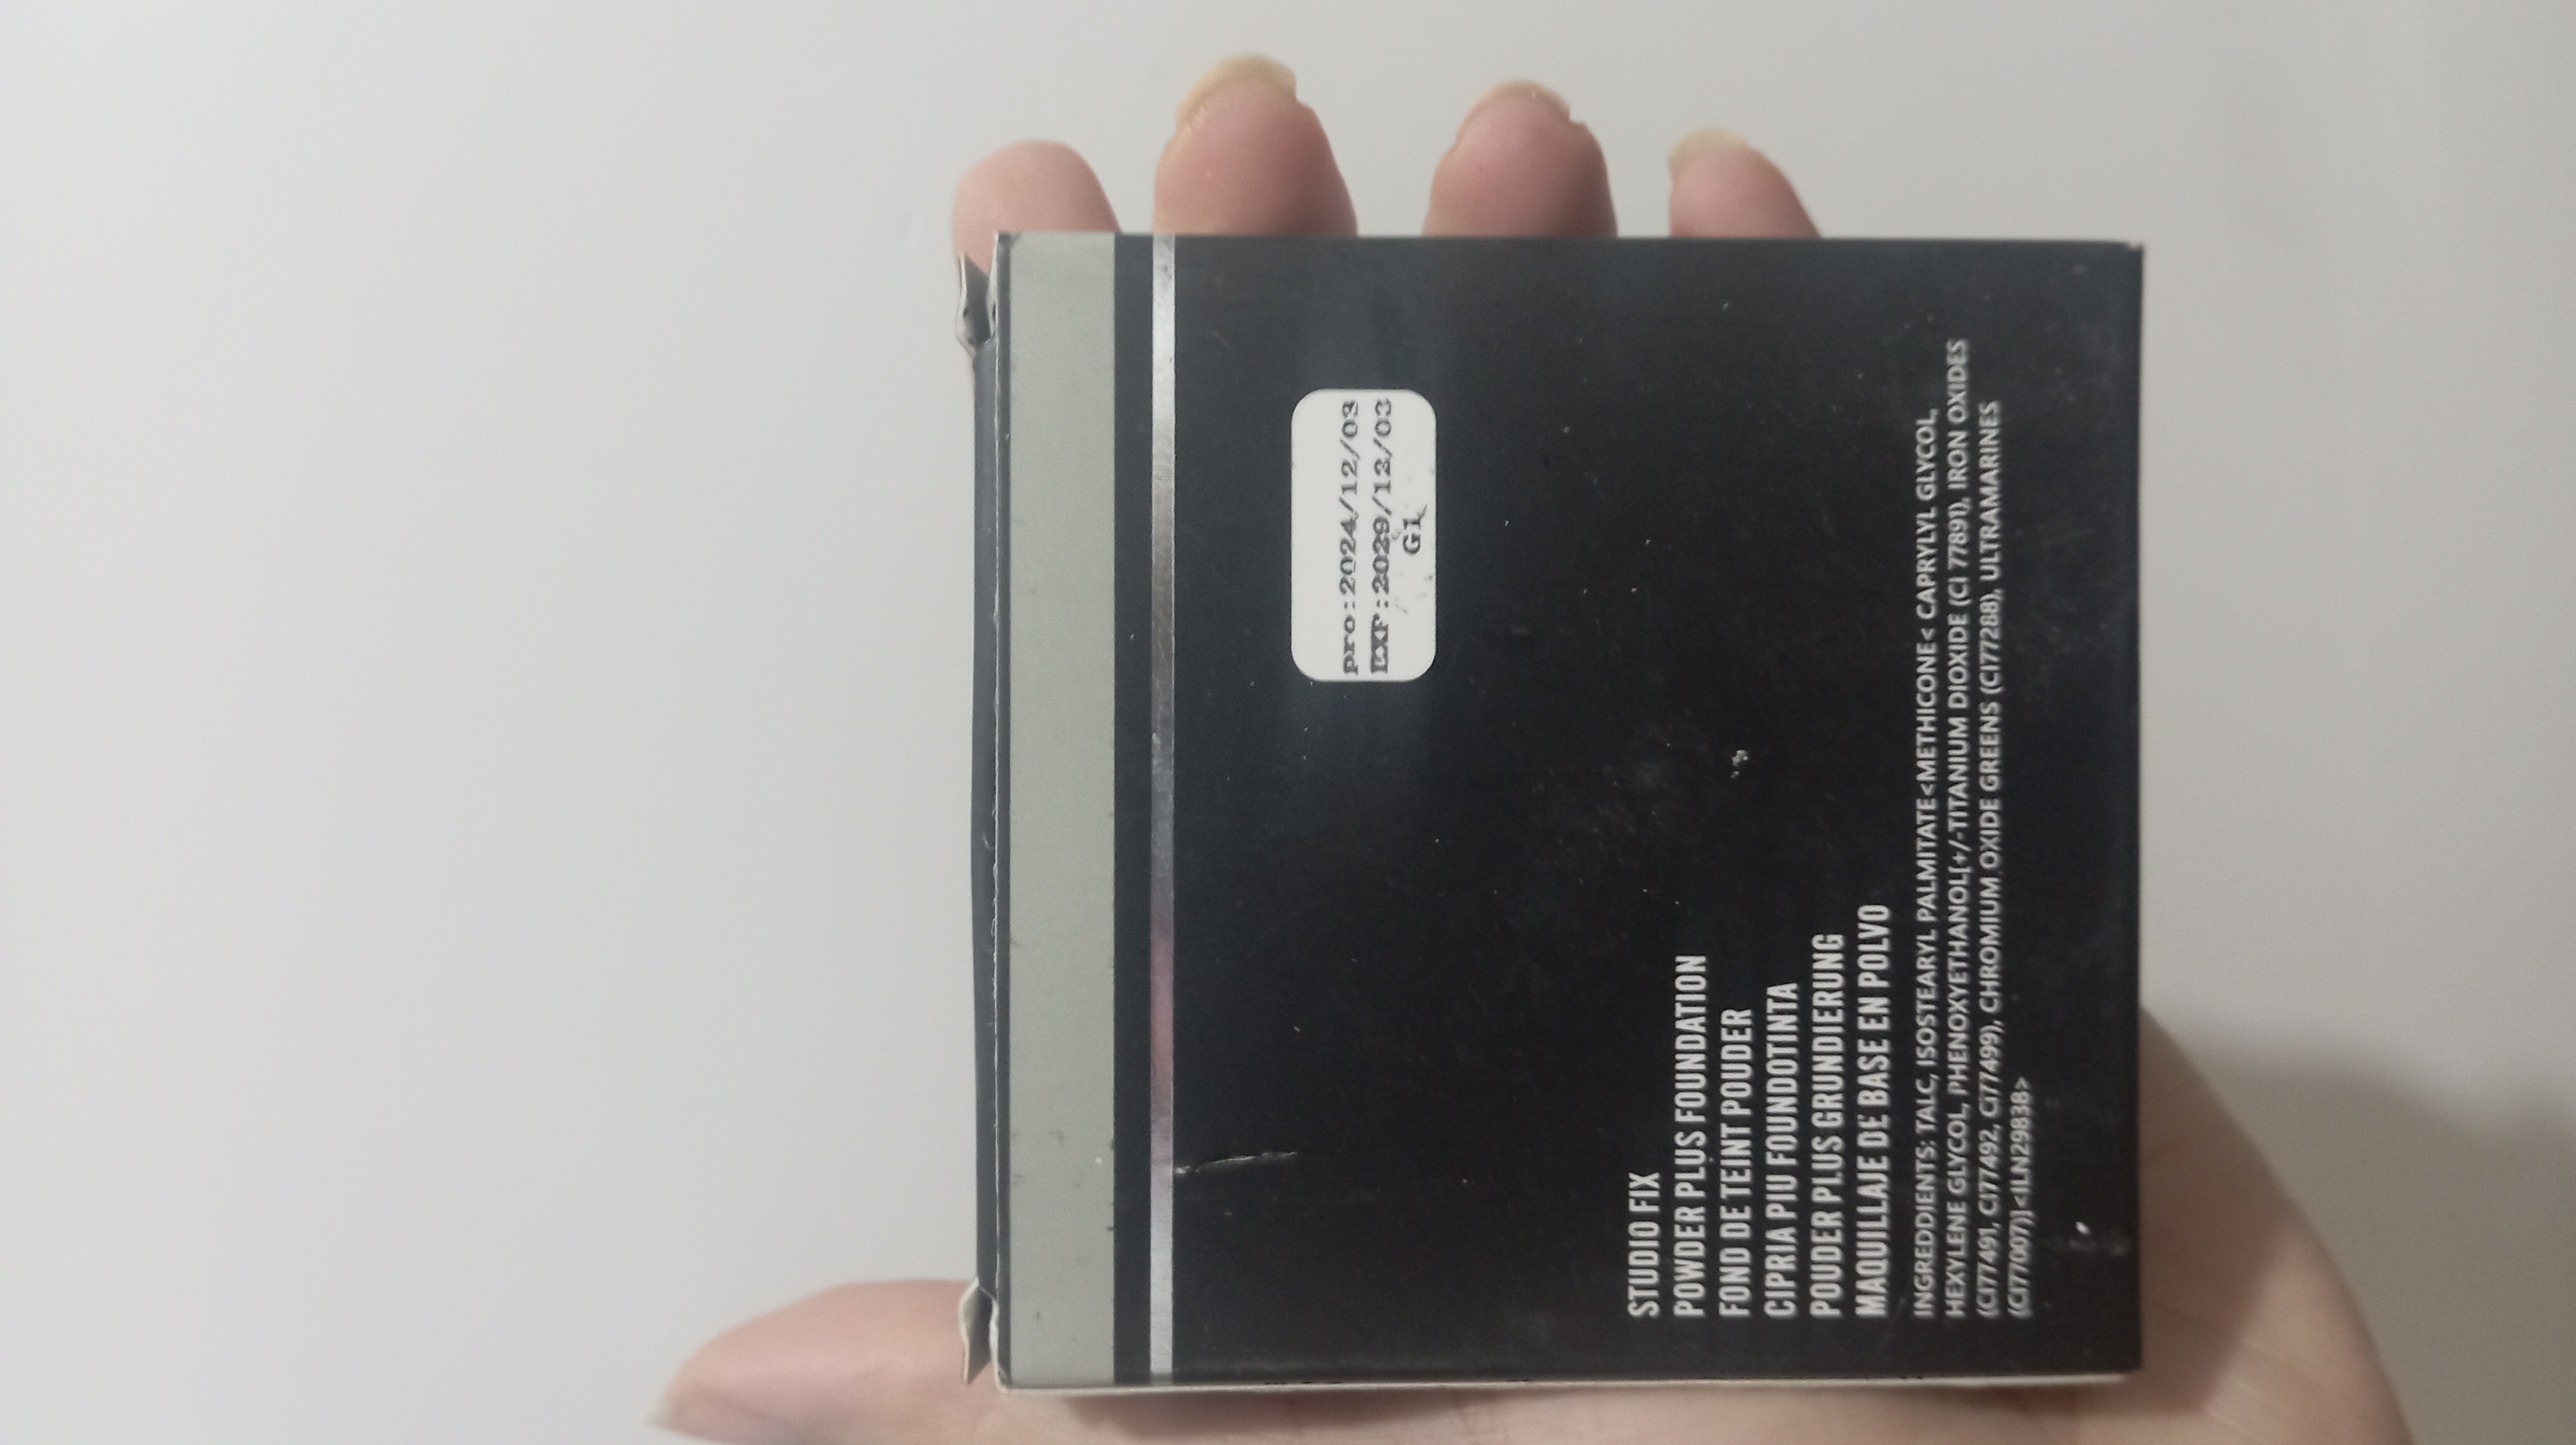 pro:2024/12/03
EXP:2029/12/03
G1
STUDIO FIX
POWDER PLUS FOUNDATION
FOND DE TEINT POUDER
CIPRIA PIU FOUNDOTINTA
POUDER PLUS GRUNDIERUNG
MAQUILLAJE DE BASE EN POLVO
INGREDDIENTS: TALC, ISOSTEARYL PALMITATE<METHICONE< CAPRYLYL GLYCOL,
HEXYLENE GLYCOL, PHENOXYETHANOL[+/-TITANIUM DIOXIDE (CI 77891), IRON OXIDES
(CI77491, CI77492, CI77499), CHROMIUM OXIDE GREENS (CI77288), ULTRAMARINES
(CI77007)]<ILN29838>